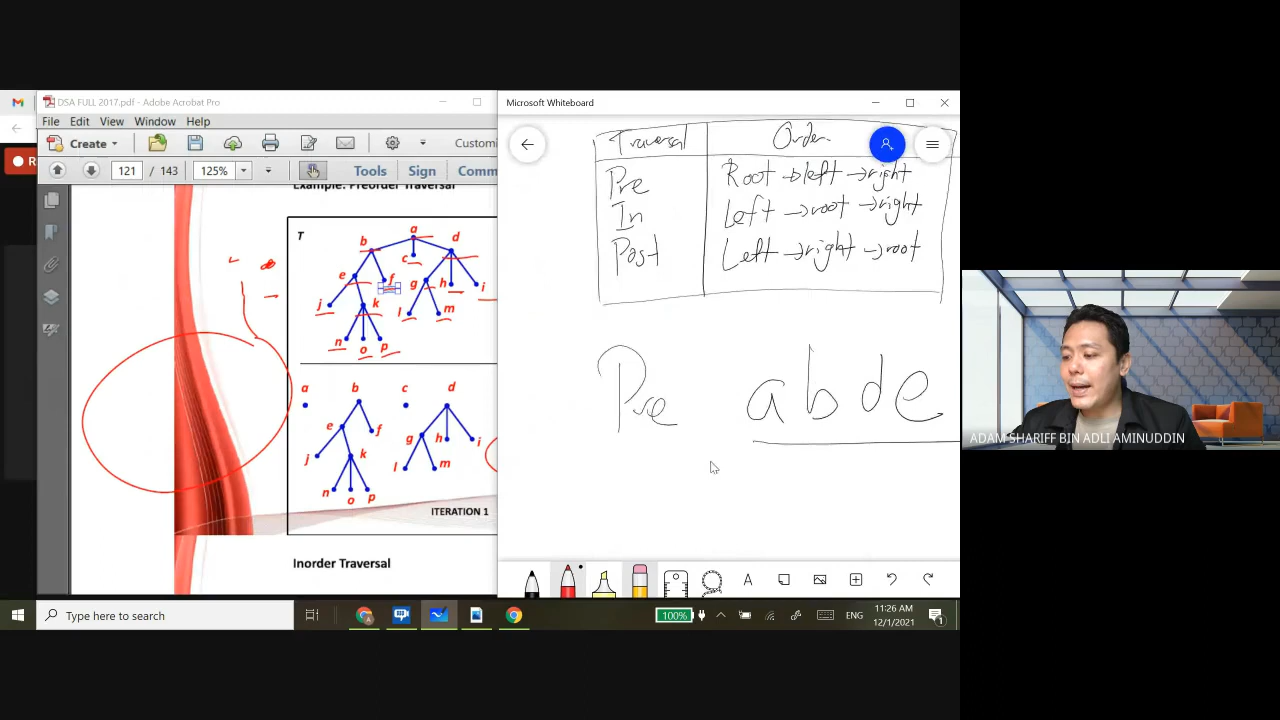 DSA FULL 2017.pdf - Adobe Acrobat Pro
File Edit View Window Help
Create
Customi
121 / 143 125% Tools Sign Comm
Example: Preorder Traversal
T
a
b d
c
e f g h i
j k l m
n o p
a b c d
e f g h i
j k l m
n o p
ITERATION 1
Inorder Traversal
Microsoft Whiteboard
Traversal Order
Pre Root → left → right
In Left → root → right
Post Left → right → root
Pre a b d e
ADAM SHARIFF BIN ADLI AMINUDDIN
Type here to search
100%
ENG
11:26 AM
12/1/2021
1